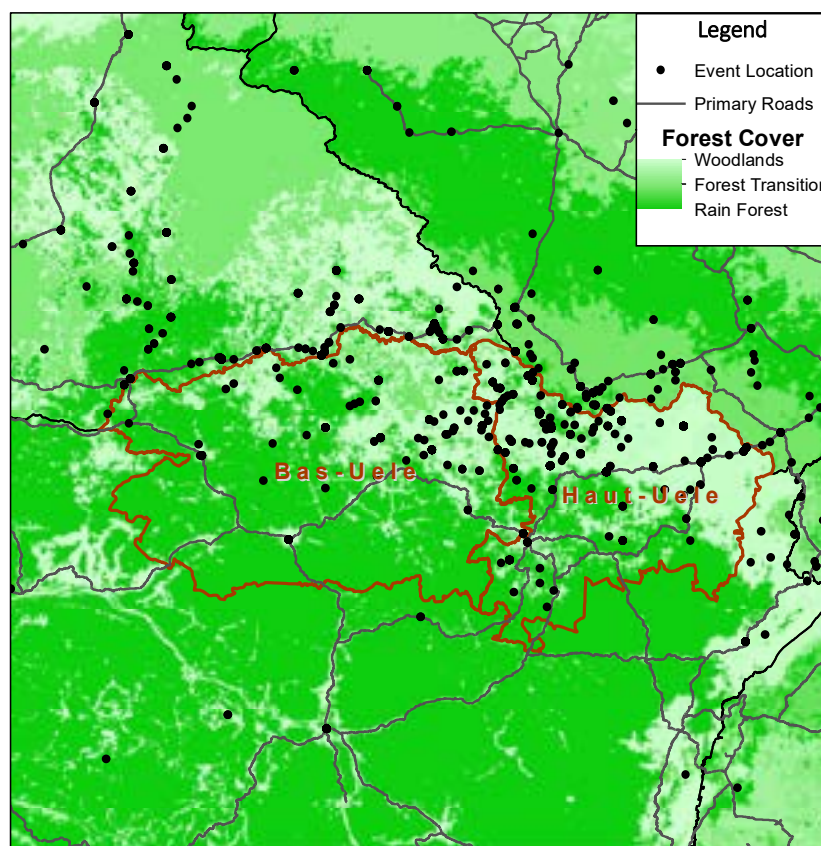 Legend
Event Location
Primary Roads
Forest Cover
Woodlands
Forest Transition
Rain Forest
Bas-Uele
Haut-Uele